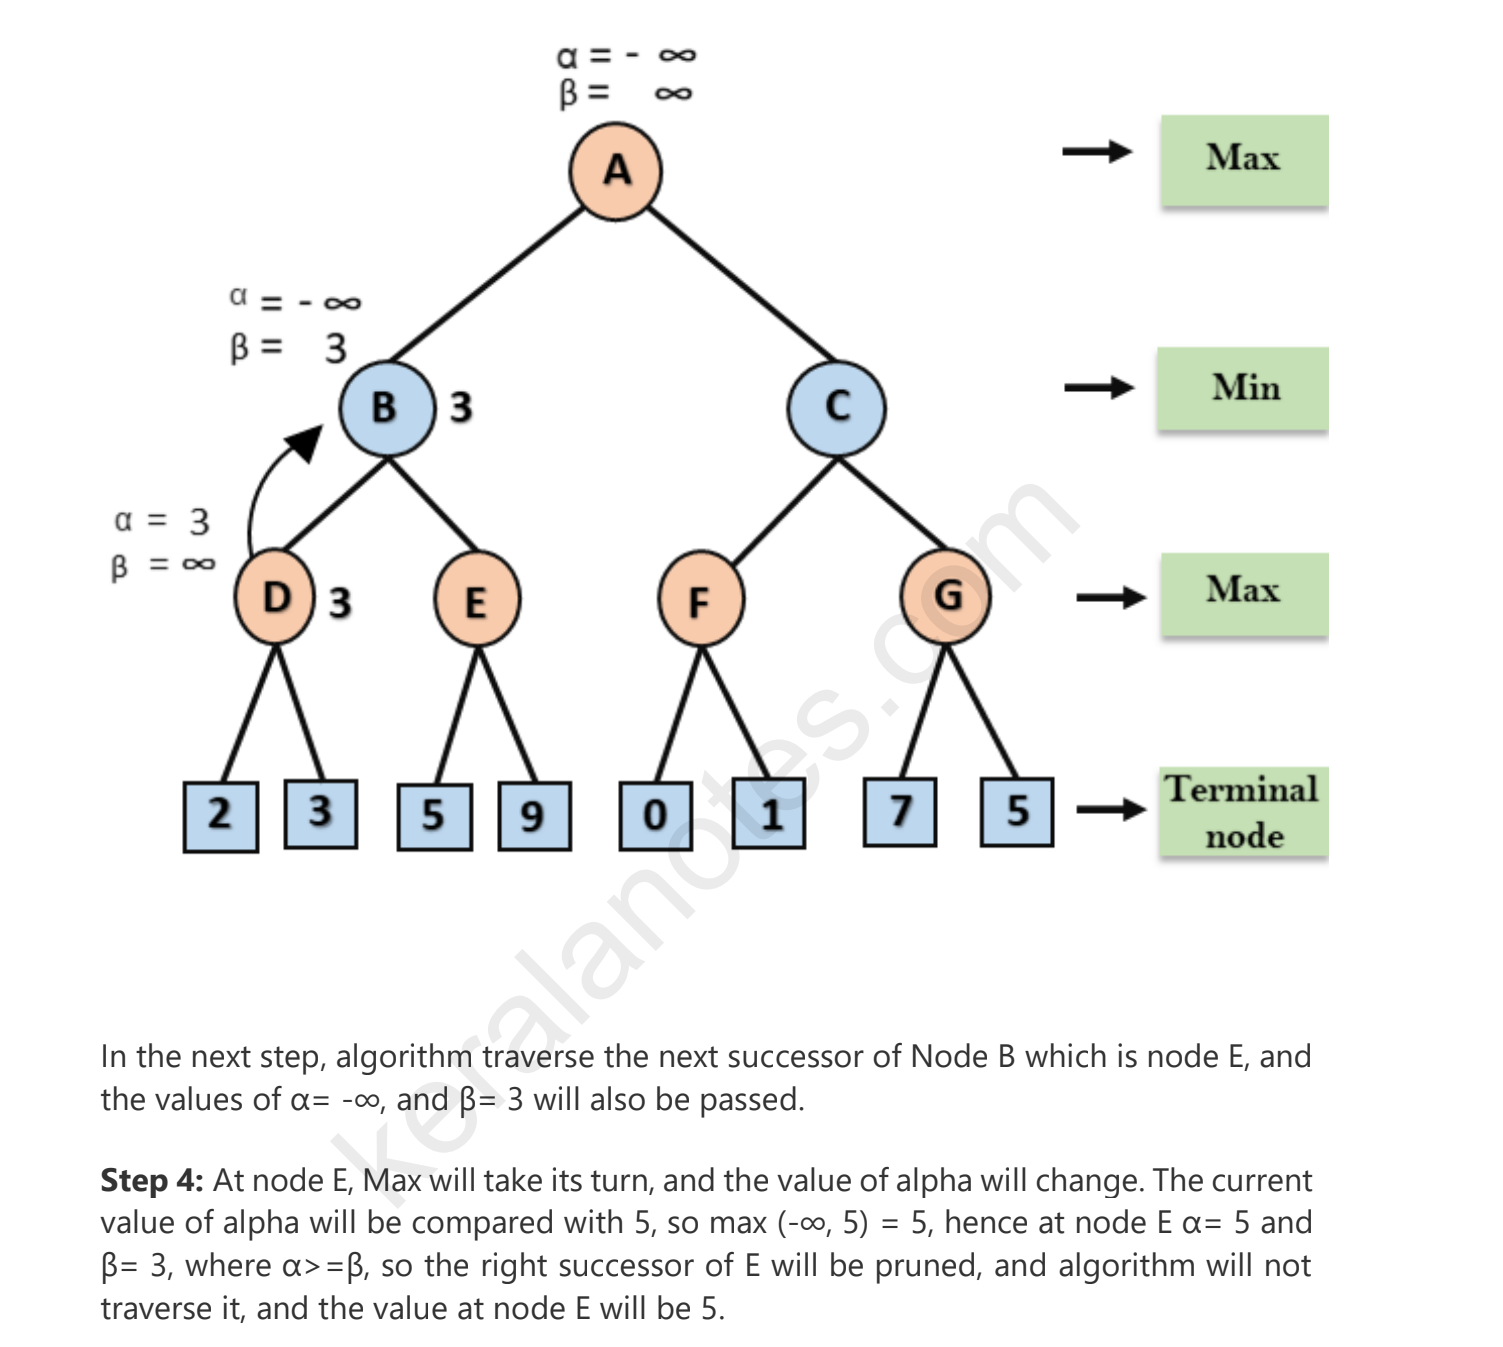 α = - ∞
β = ∞
A
Max
α = - ∞
β = 3
B 3
C
Min
α = 3
β = ∞
D 3
E
F
G
Max
2
3
5
9
0
1
7
5
Terminal
node
keralanotes.com
In the next step, algorithm traverse the next successor of Node B which is node E, and
the values of α= -∞, and β= 3 will also be passed.
Step 4: At node E, Max will take its turn, and the value of alpha will change. The current
value of alpha will be compared with 5, so max (-∞, 5) = 5, hence at node E α= 5 and
β= 3, where α>=β, so the right successor of E will be pruned, and algorithm will not
traverse it, and the value at node E will be 5.